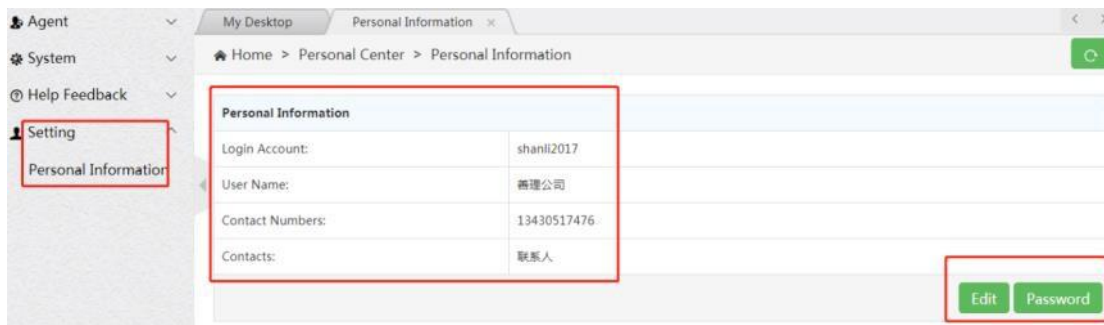 Agent
System
Help Feedback
Setting
Personal Information
My Desktop
Personal Information ×
Home > Personal Center > Personal Information
Personal Information
Login Account: shanli2017
User Name: 善理公司
Contact Numbers: 13430517476
Contacts: 联系人
Edit Password